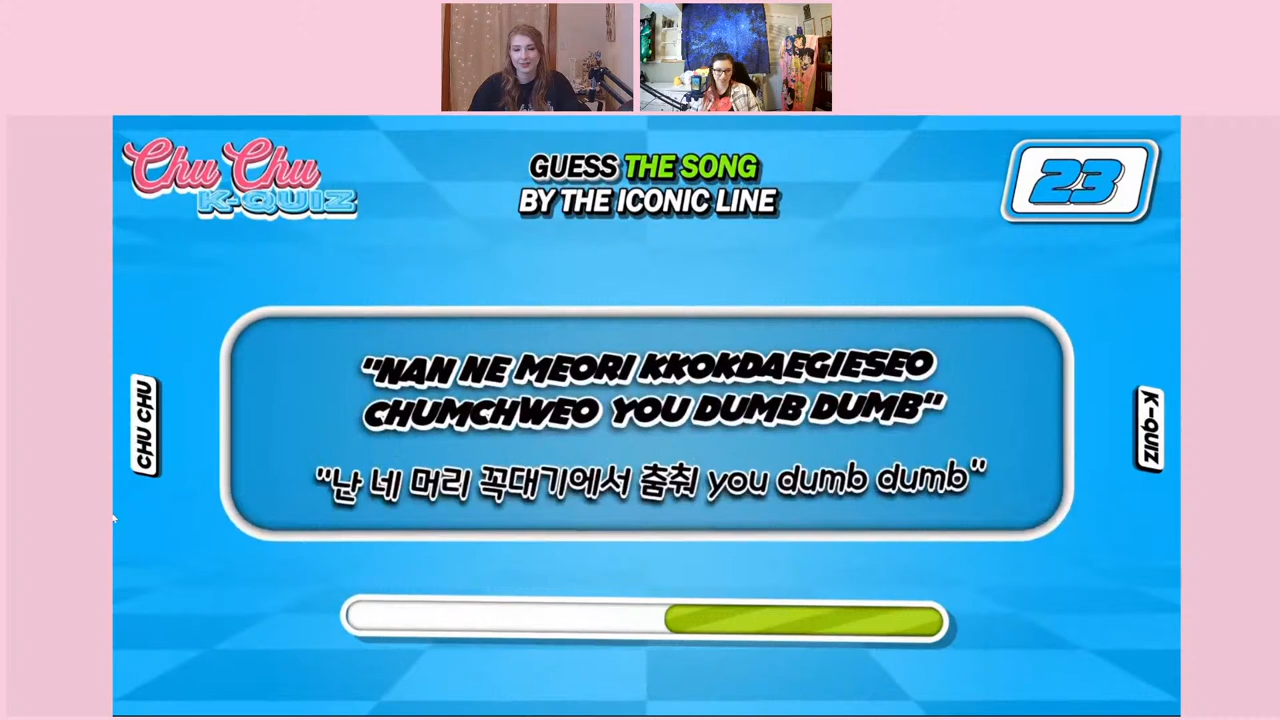 Chu Chu
K-QUIZ
GUESS THE SONG
BY THE ICONIC LINE
23
"NAN NE MEORI KKOKDAEGIESEO
CHUMCHWEO YOU DUMB DUMB"
"난 네 머리 꼭대기에서 춤춰 you dumb dumb"
CHU CHU
K-QUIZ